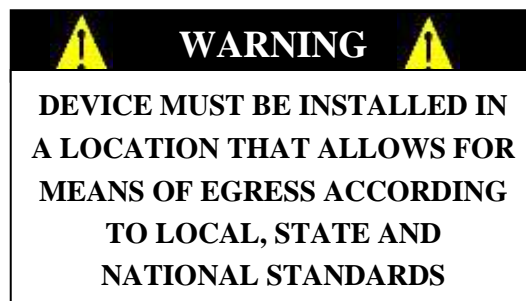 WARNING
DEVICE MUST BE INSTALLED IN
A LOCATION THAT ALLOWS FOR
MEANS OF EGRESS ACCORDING
TO LOCAL, STATE AND
NATIONAL STANDARDS